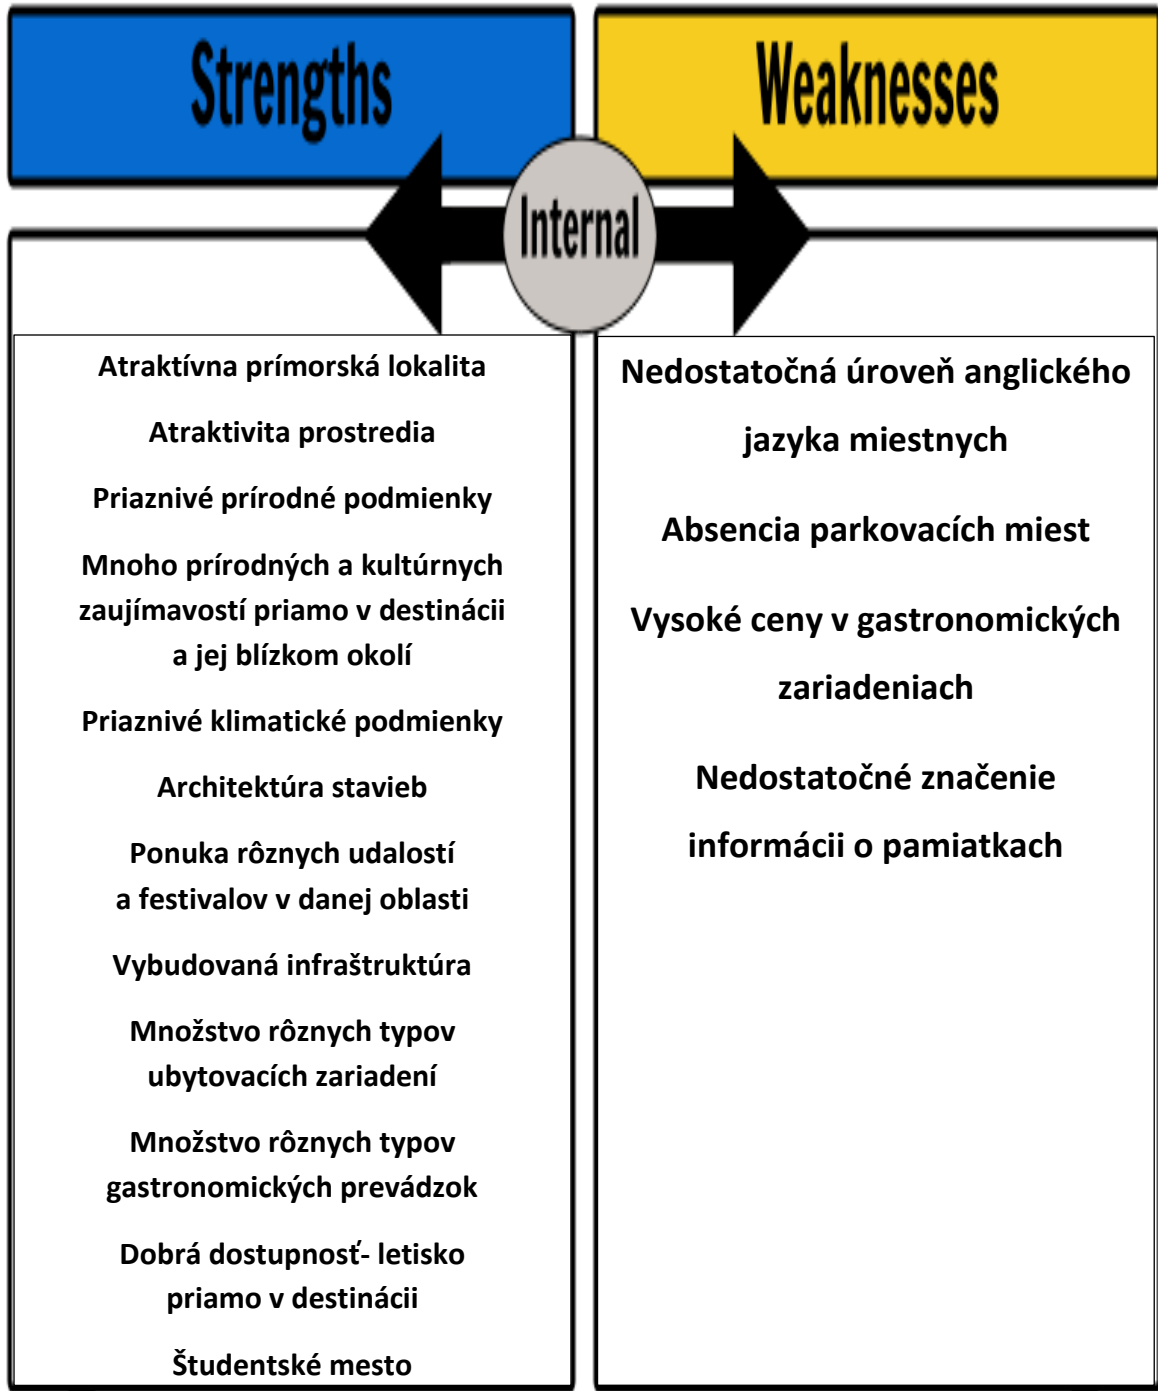 Strengths
Weaknesses
Internal
Atraktívna prímorská lokalita
Atraktivita prostredia
Priaznivé prírodné podmienky
Mnoho prírodných a kultúrnych
zaujímavostí priamo v destinácii
a jej blízkom okolí
Priaznivé klimatické podmienky
Architektúra stavieb
Ponuka rôznych udalostí
a festivalov v danej oblasti
Vybudovaná infraštruktúra
Množstvo rôznych typov
ubytovacích zariadení
Množstvo rôznych typov
gastronomických prevádzok
Dobrá dostupnosť- letisko
priamo v destinácii
Študentské mesto
Nedostatočná úroveň anglického
jazyka miestnych
Absencia parkovacích miest
Vysoké ceny v gastronomických
zariadeniach
Nedostatočné značenie
informácii o pamiatkach